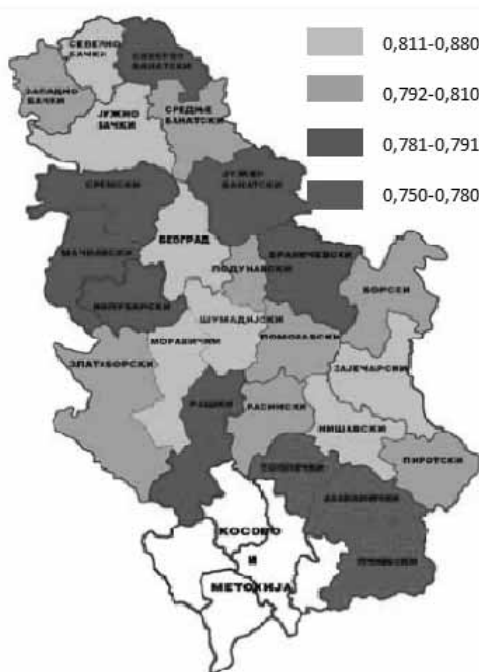 СЕВЕРНО
БАЧКИ
СЕВЕРНО
БАНАТСКИ
ЗАПАДНО
БАЧКИ
ЈУЖНО
БАЧКИ
СРЕДЊЕ
БАНАТСКИ
0,811-0,880
0,792-0,810
0,781-0,791
0,750-0,780
СРЕМСКИ
ЈУЖНО
БАНАТСКИ
БЕОГРАД
МАЧВАНСКИ
ПОДУНАВСКИ
БРАНИЧЕВСКИ
БОРСКИ
КОЛУБАРСКИ
ШУМАДИЈСКИ
ПОМОРАВСКИ
ЗЛАТИБОРСКИ
ЗАЈЕЧАРСКИ
РАШКИ
РАСИНСКИ
НИШАВСКИ
ПИРОТСКИ
ТОПЛИЧКИ
ПЧИЊСКИ
КОСОВО
И
МЕТОХИЈА